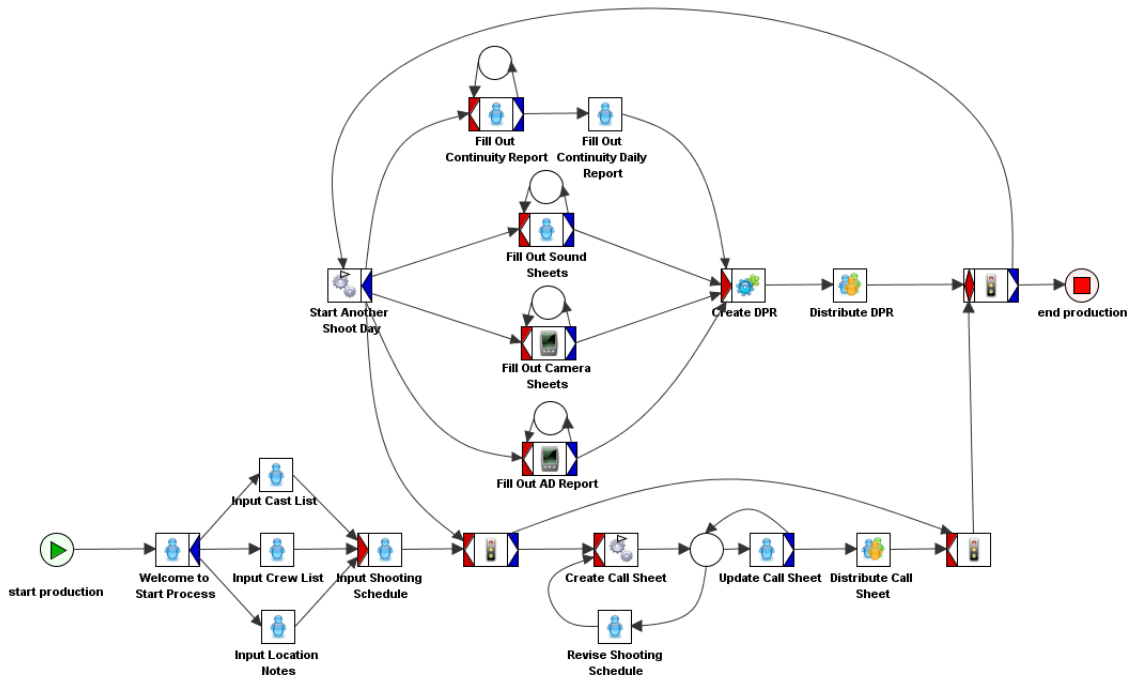 Fill Out
Continuity Report
Fill Out
Continuity Daily
Report
Fill Out Sound
Sheets
Start Another
Shoot Day
Create DPR
Distribute DPR
end production
Fill Out Camera
Sheets
Fill Out AD Report
Input Cast List
start production
Welcome to
Start Process
Input Crew List
Input Shooting
Schedule
Create Call Sheet
Update Call Sheet
Distribute Call
Sheet
Input Location
Notes
Revise Shooting
Schedule